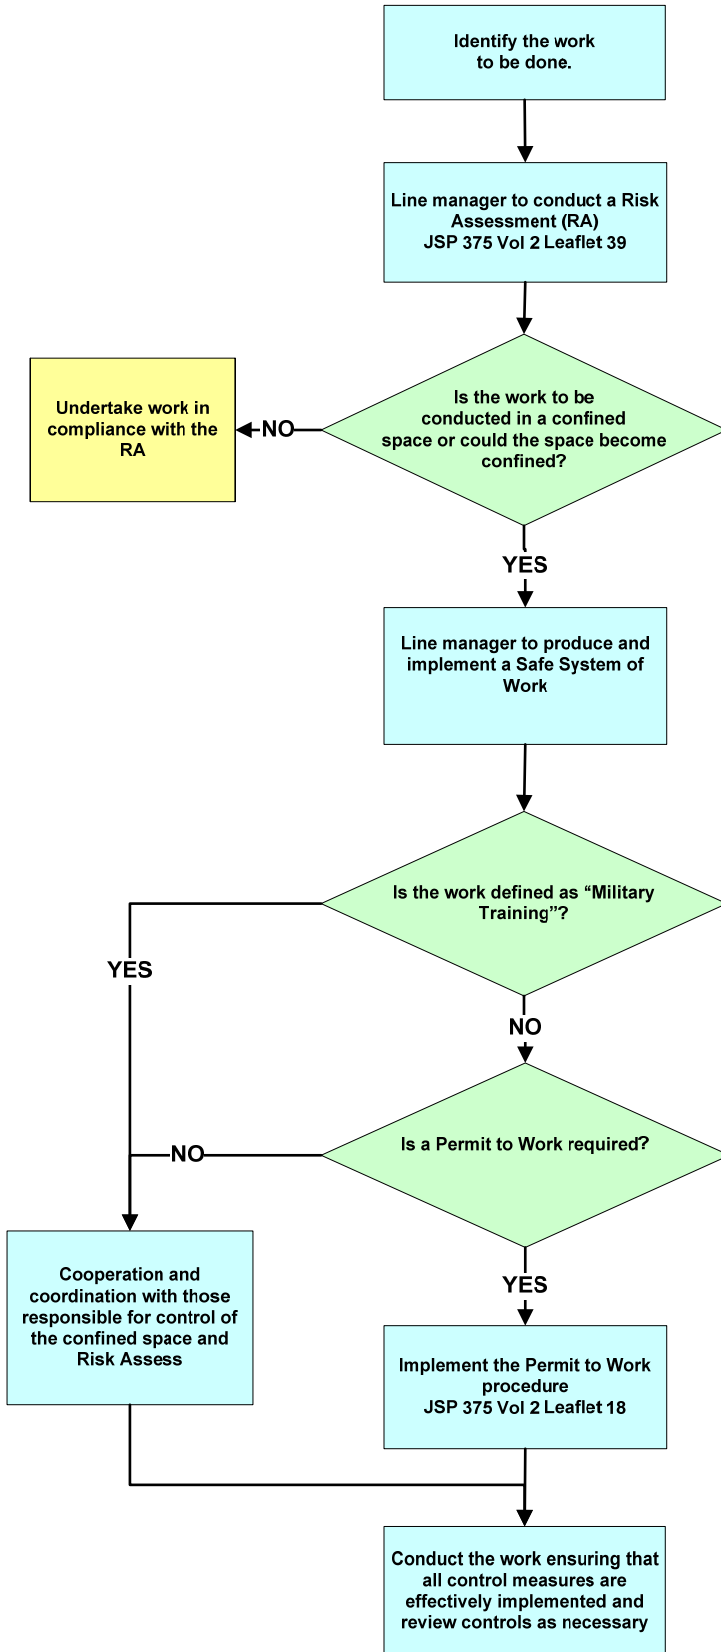 Identify the work
to be done.
Line manager to conduct a Risk
Assessment (RA)
JSP 375 Vol 2 Leaflet 39
Is the work to be
conducted in a confined
space or could the space become
confined?
NO
Undertake work in
compliance with the
RA
YES
Line manager to produce and
implement a Safe System of
Work
Is the work defined as “Military
Training”?
YES
NO
Is a Permit to Work required?
NO
Cooperation and
coordination with those
responsible for control of
the confined space and
Risk Assess
YES
Implement the Permit to Work
procedure
JSP 375 Vol 2 Leaflet 18
Conduct the work ensuring that
all control measures are
effectively implemented and
review controls as necessary